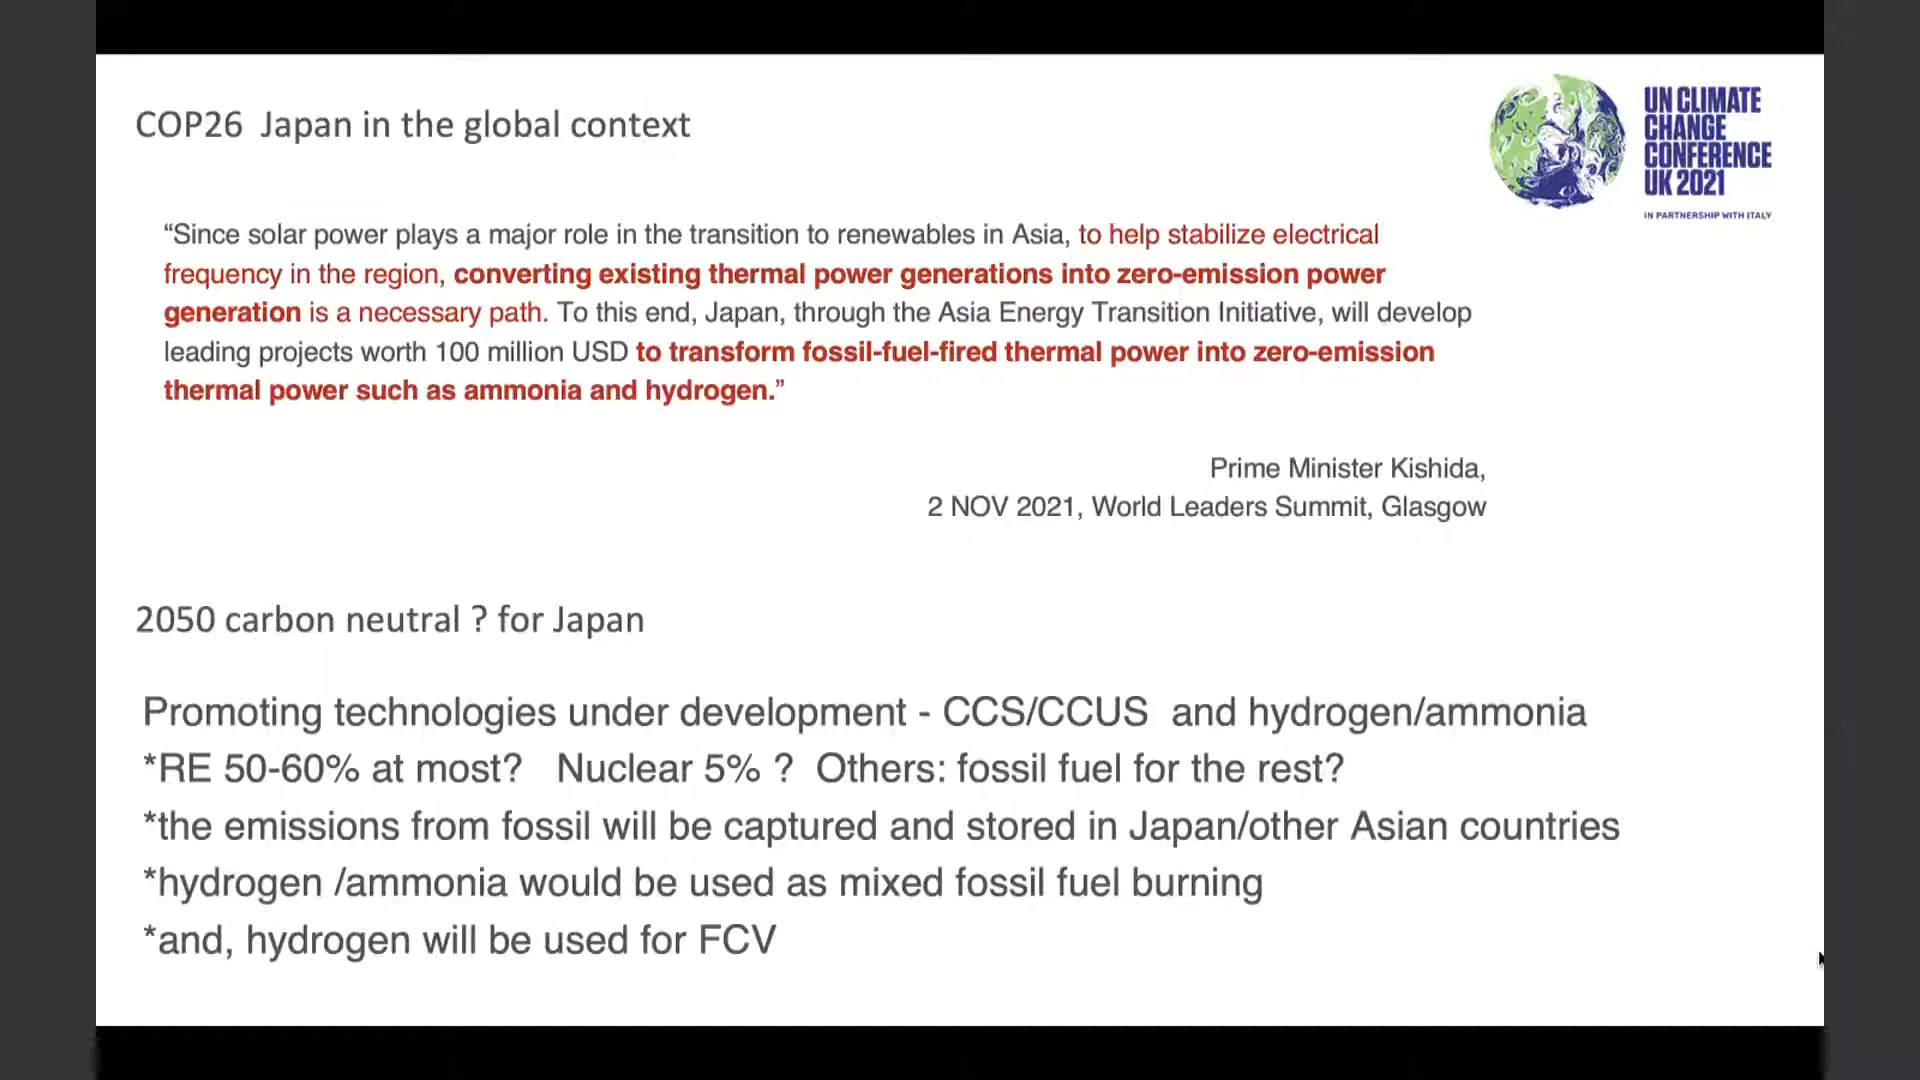 COP26  Japan in the global context
UN CLIMATE
CHANGE
CONFERENCE
UK 2021
IN PARTNERSHIP WITH ITALY
“Since solar power plays a major role in the transition to renewables in Asia, to help stabilize electrical
frequency in the region, converting existing thermal power generations into zero-emission power
generation is a necessary path. To this end, Japan, through the Asia Energy Transition Initiative, will develop
leading projects worth 100 million USD to transform fossil-fuel-fired thermal power into zero-emission
thermal power such as ammonia and hydrogen.”
Prime Minister Kishida,
2 NOV 2021, World Leaders Summit, Glasgow
2050 carbon neutral ? for Japan
Promoting technologies under development - CCS/CCUS  and hydrogen/ammonia
*RE 50-60% at most?   Nuclear 5% ?  Others: fossil fuel for the rest?
*the emissions from fossil will be captured and stored in Japan/other Asian countries
*hydrogen /ammonia would be used as mixed fossil fuel burning
*and, hydrogen will be used for FCV